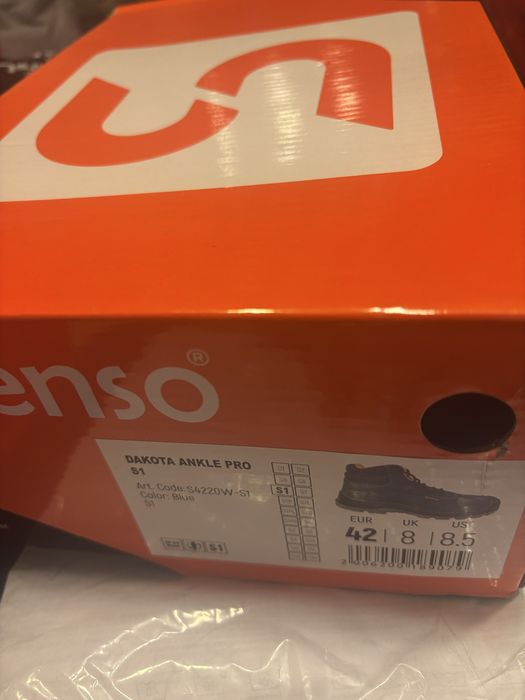 enso®
DAKOTA ANKLE PRO
S1
Art. Code: S4220W-S1
Color: Blue
S1
S1
EUR UK US
42 | 8 | 8.5
S1